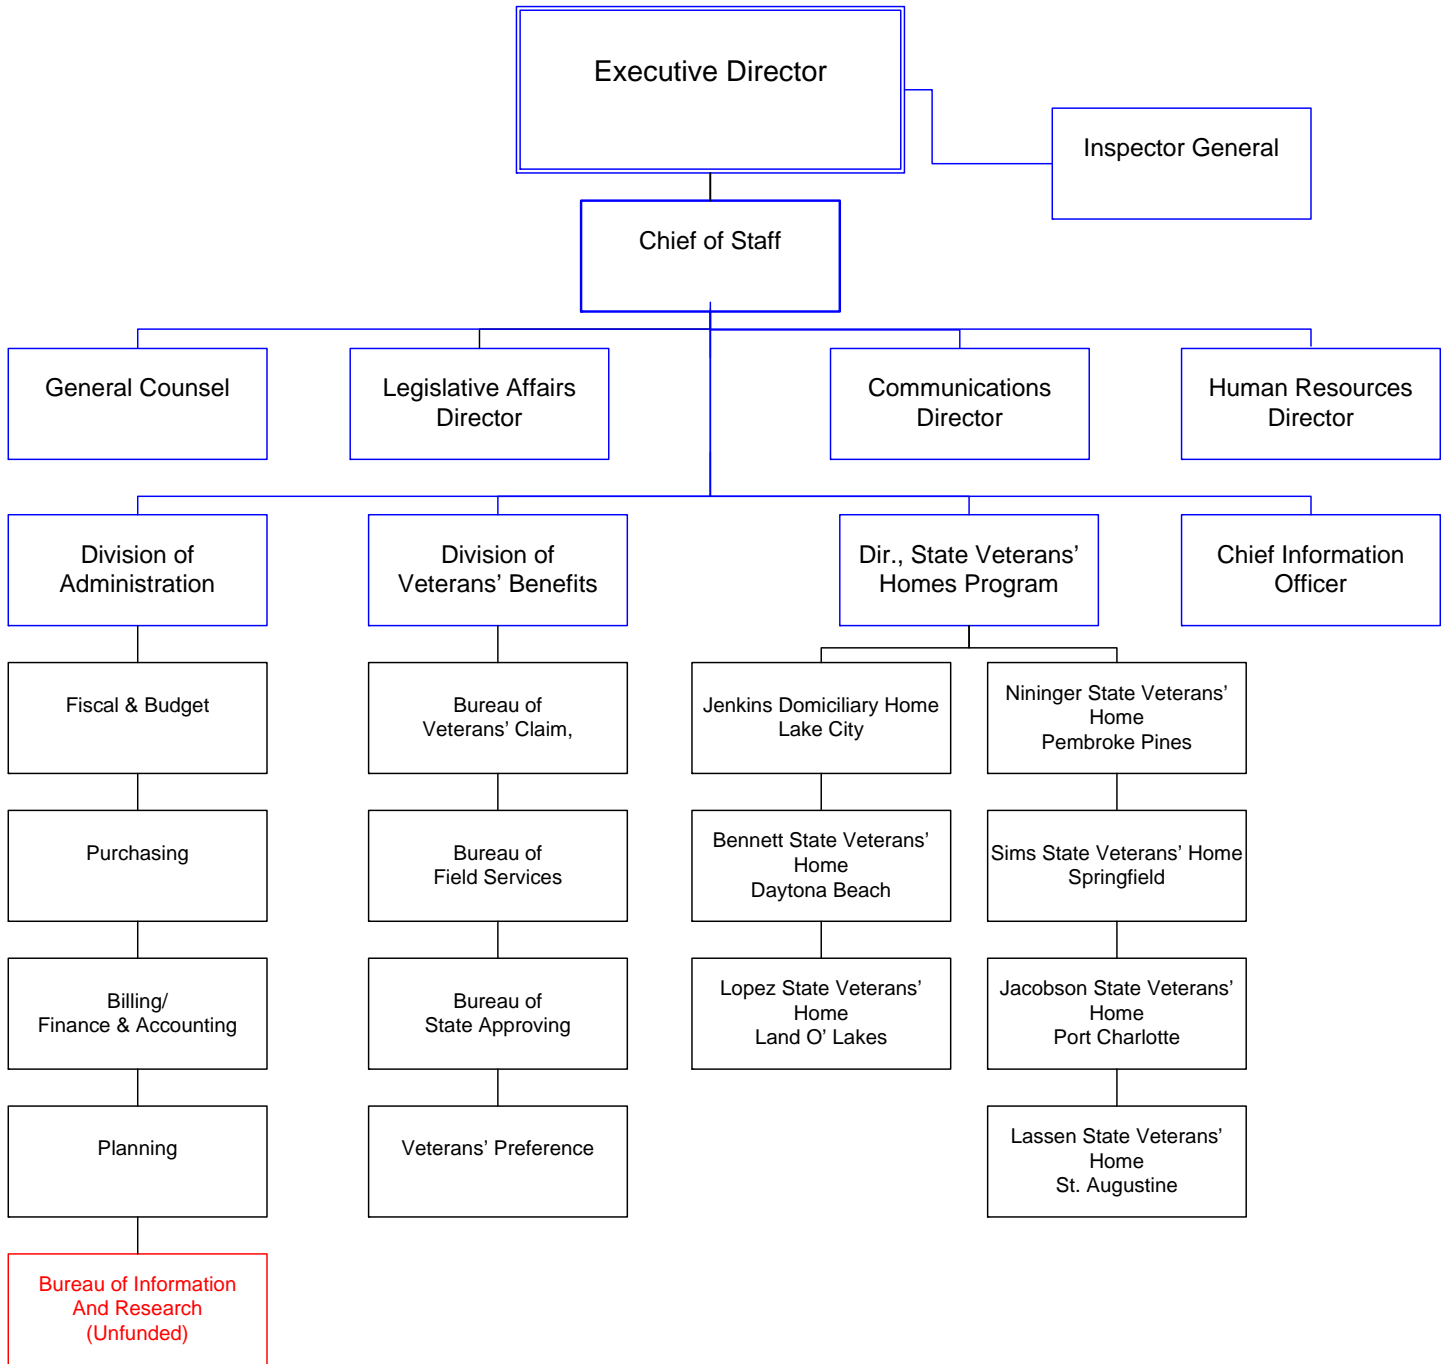 Executive Director
Inspector General
Chief of Staff
General Counsel
Legislative Affairs
Director
Communications
Director
Human Resources
Director
Division of
Administration
Division of
Veterans’ Benefits
Dir., State Veterans’
Homes Program
Chief Information
Officer
Fiscal & Budget
Bureau of
Veterans’ Claim,
Jenkins Domiciliary Home
Lake City
Nininger State Veterans’
Home
Pembroke Pines
Purchasing
Bureau of
Field Services
Bennett State Veterans’
Home
Daytona Beach
Sims State Veterans’ Home
Springfield
Billing/
Finance & Accounting
Bureau of
State Approving
Lopez State Veterans’
Home
Land O’ Lakes
Jacobson State Veterans’
Home
Port Charlotte
Planning
Veterans’ Preference
Lassen State Veterans’
Home
St. Augustine
Bureau of Information
And Research
(Unfunded)